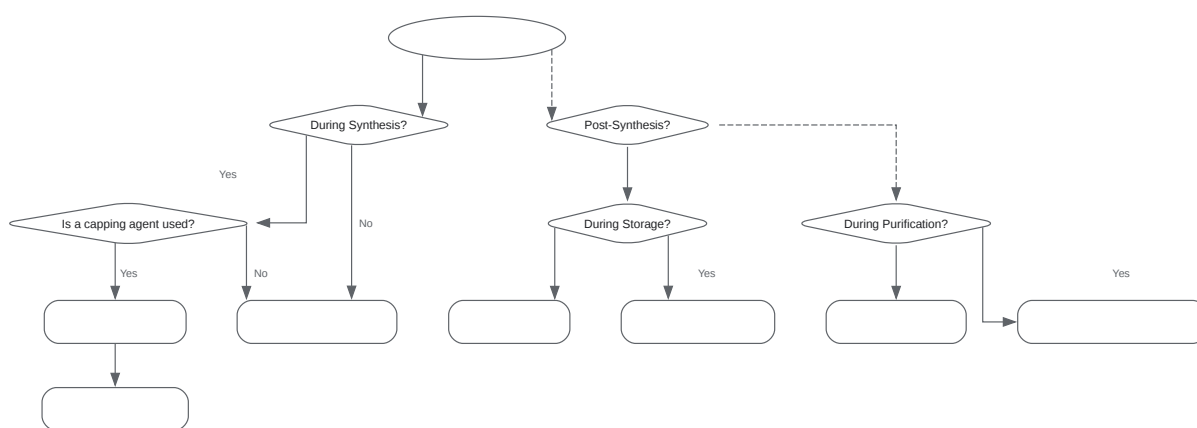 During Synthesis?
Post-Synthesis?
Yes
Is a capping agent used?
No
During Storage?
During Purification?
Yes
No
Yes
Yes